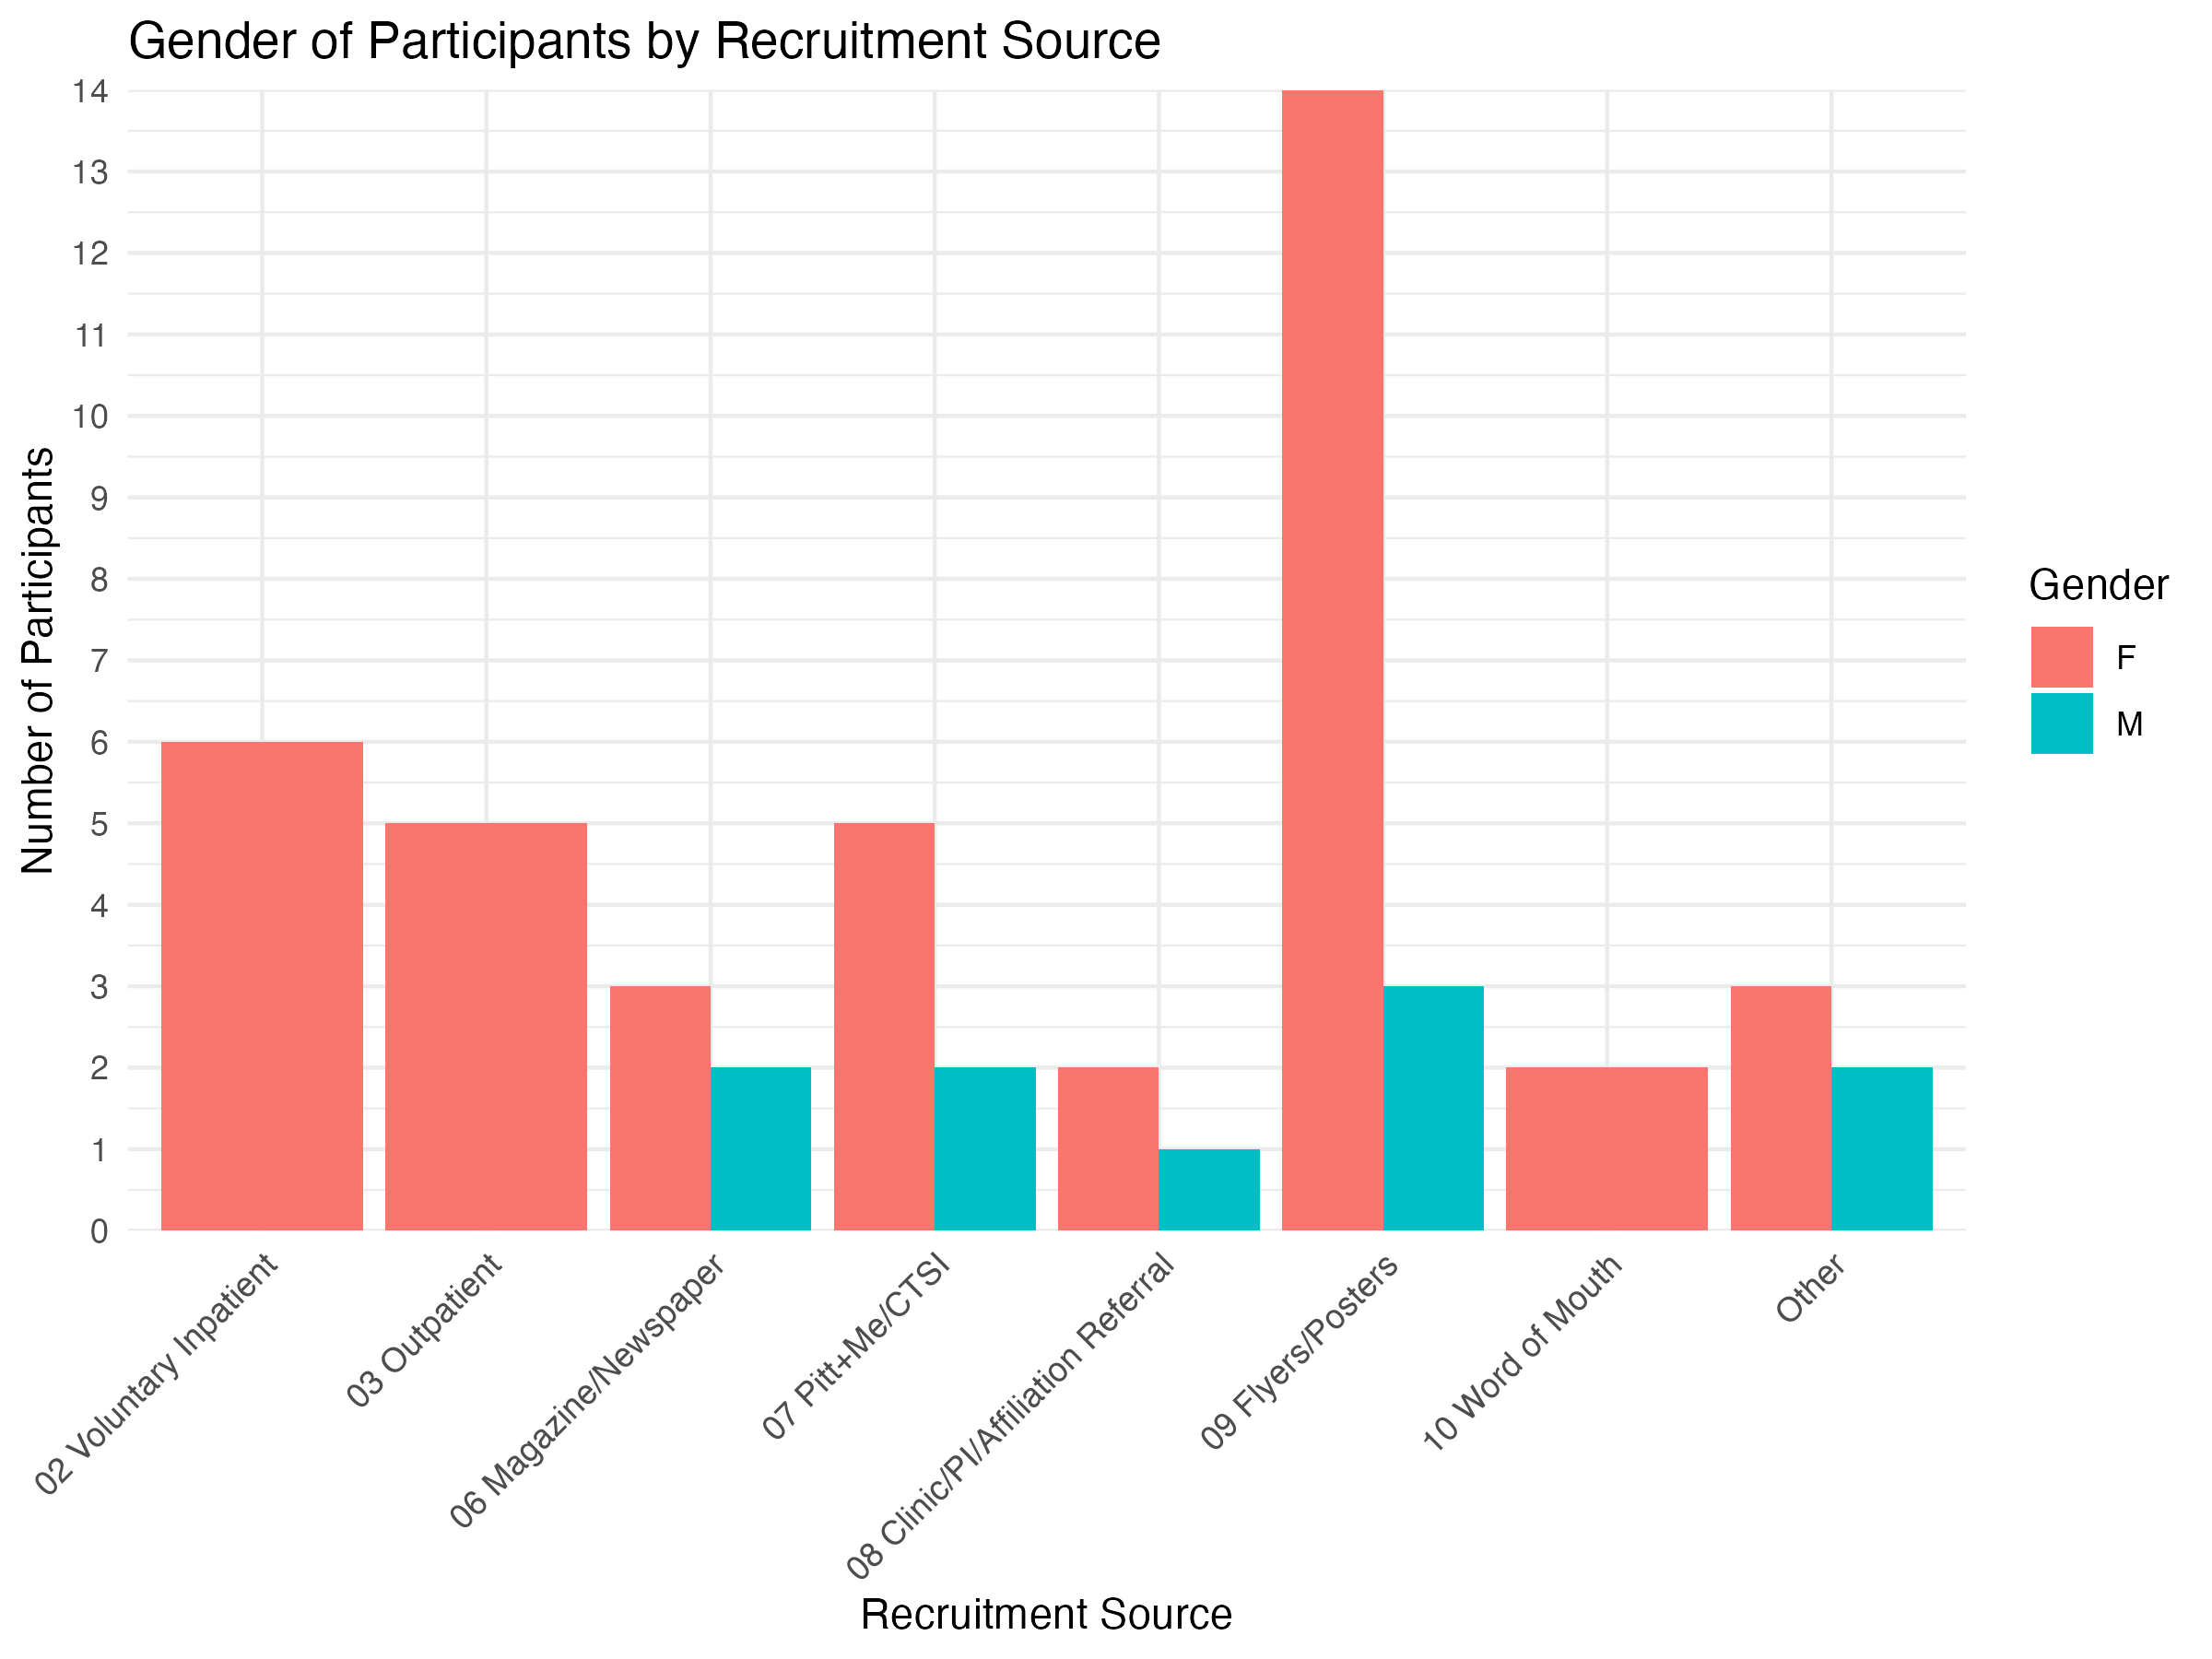 Gender of Participants by Recruitment Source
Number of Participants
14
13
12
11
10
9
8
7
6
5
4
3
2
1
0
02 Voluntary Inpatient
03 Outpatient
06 Magazine/Newspaper
07 Pitt+Me/CTSI
08 Clinic/PI/Affiliation Referral
09 Flyers/Posters
10 Word of Mouth
Other
Recruitment Source
Gender
F
M